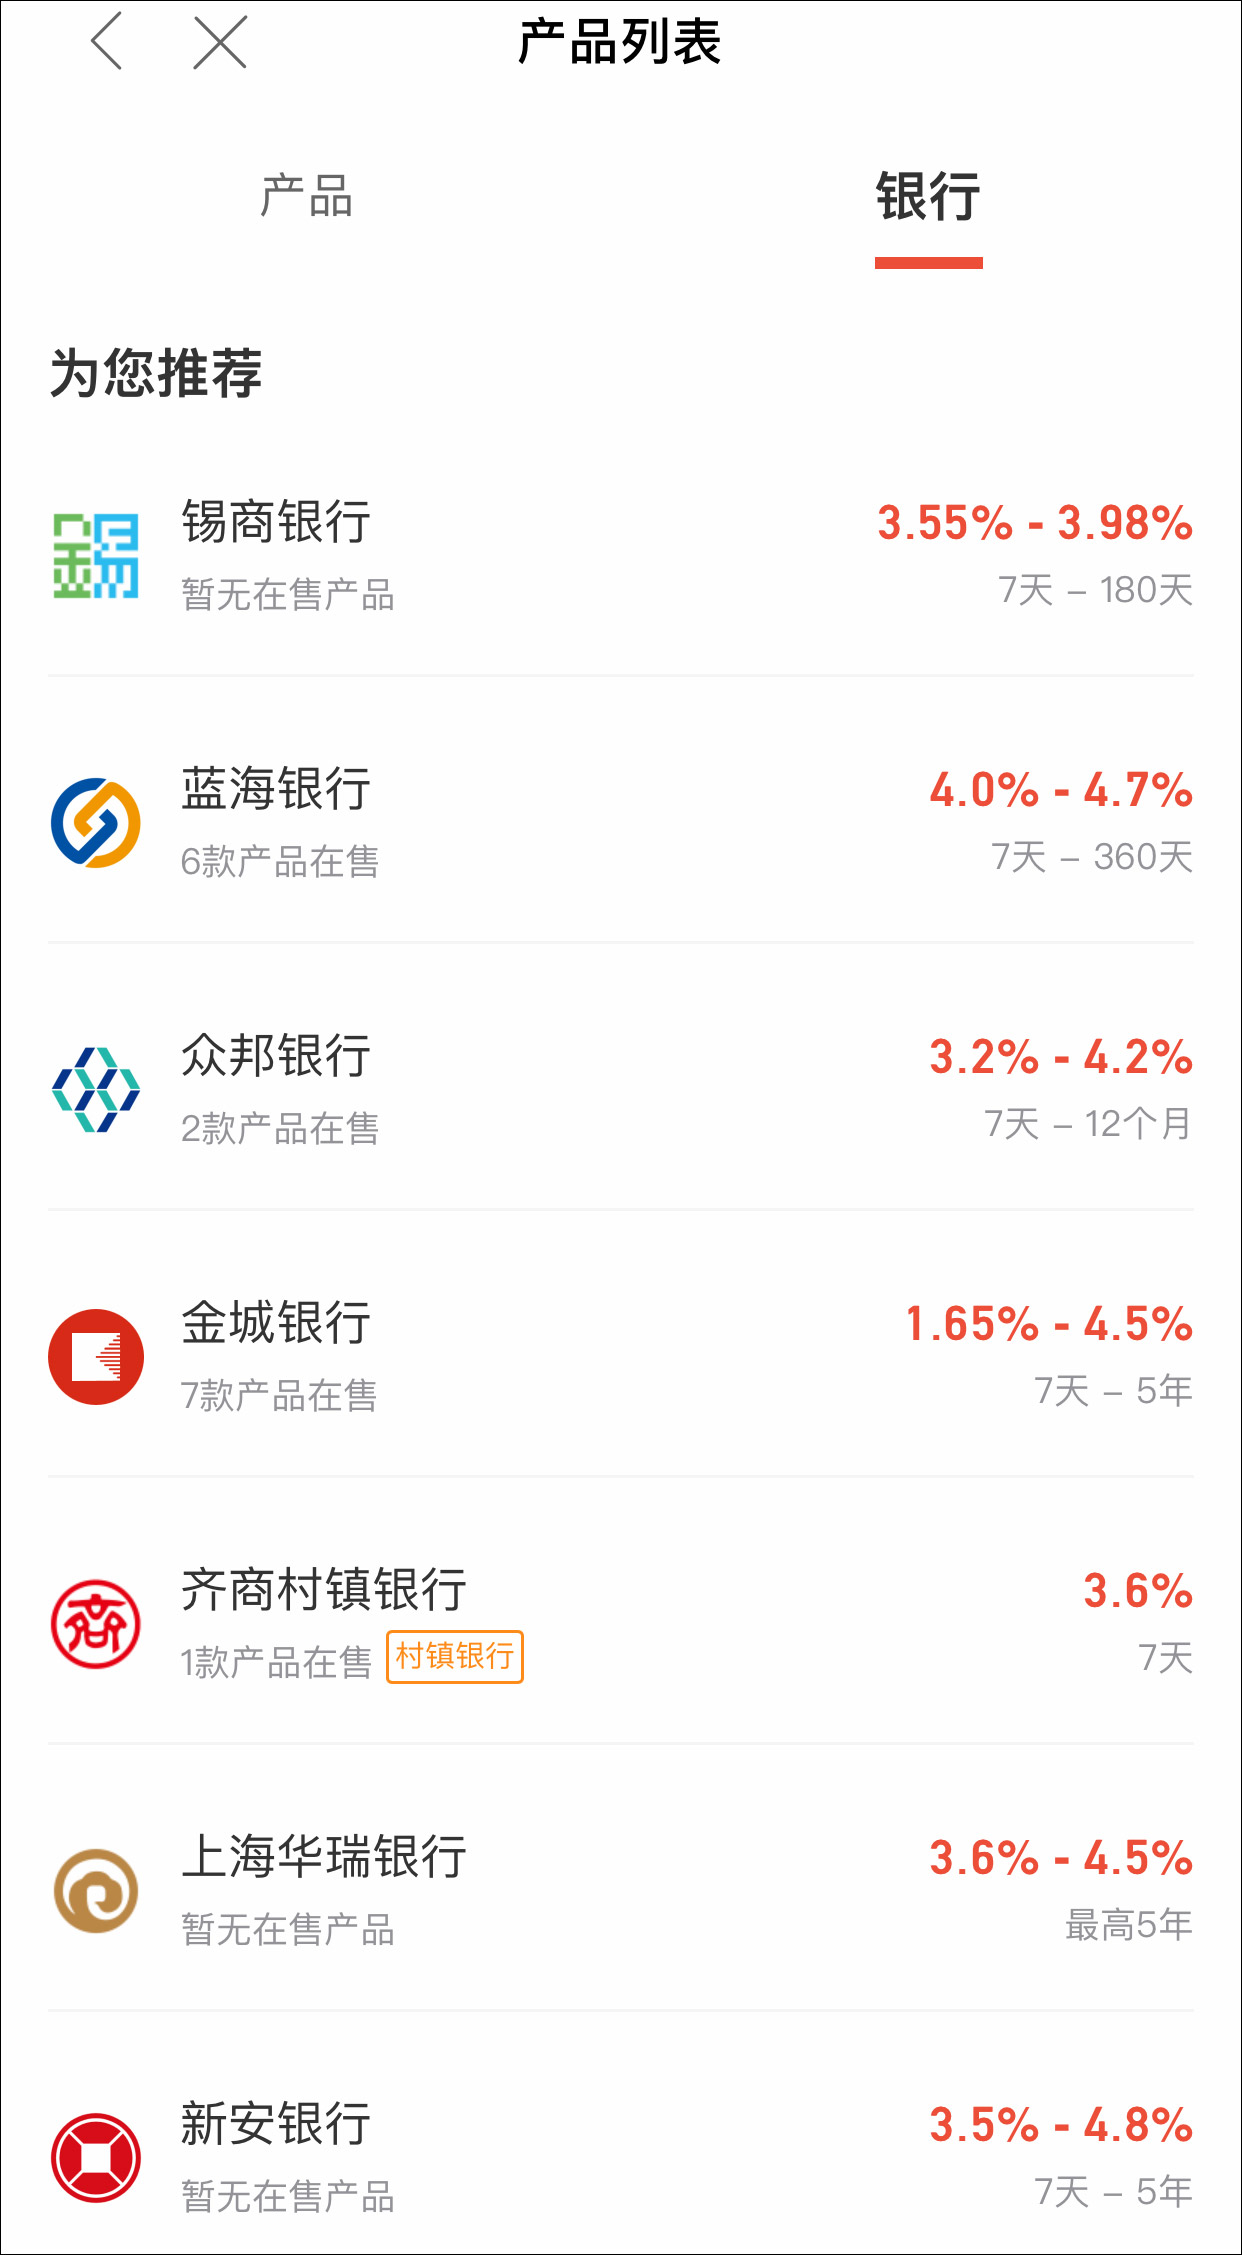 产品列表
产品 银行
为您推荐
锡商银行 3.55% - 3.98%
暂无在售产品 7天 – 180天
蓝海银行 4.0% - 4.7%
6款产品在售 7天 – 360天
众邦银行 3.2% - 4.2%
2款产品在售 7天 – 12个月
金城银行 1.65% - 4.5%
7款产品在售 7天 – 5年
齐商村镇银行 3.6%
1款产品在售 村镇银行 7天
上海华瑞银行 3.6% - 4.5%
暂无在售产品 最高5年
新安银行 3.5% - 4.8%
暂无在售产品 7天 – 5年